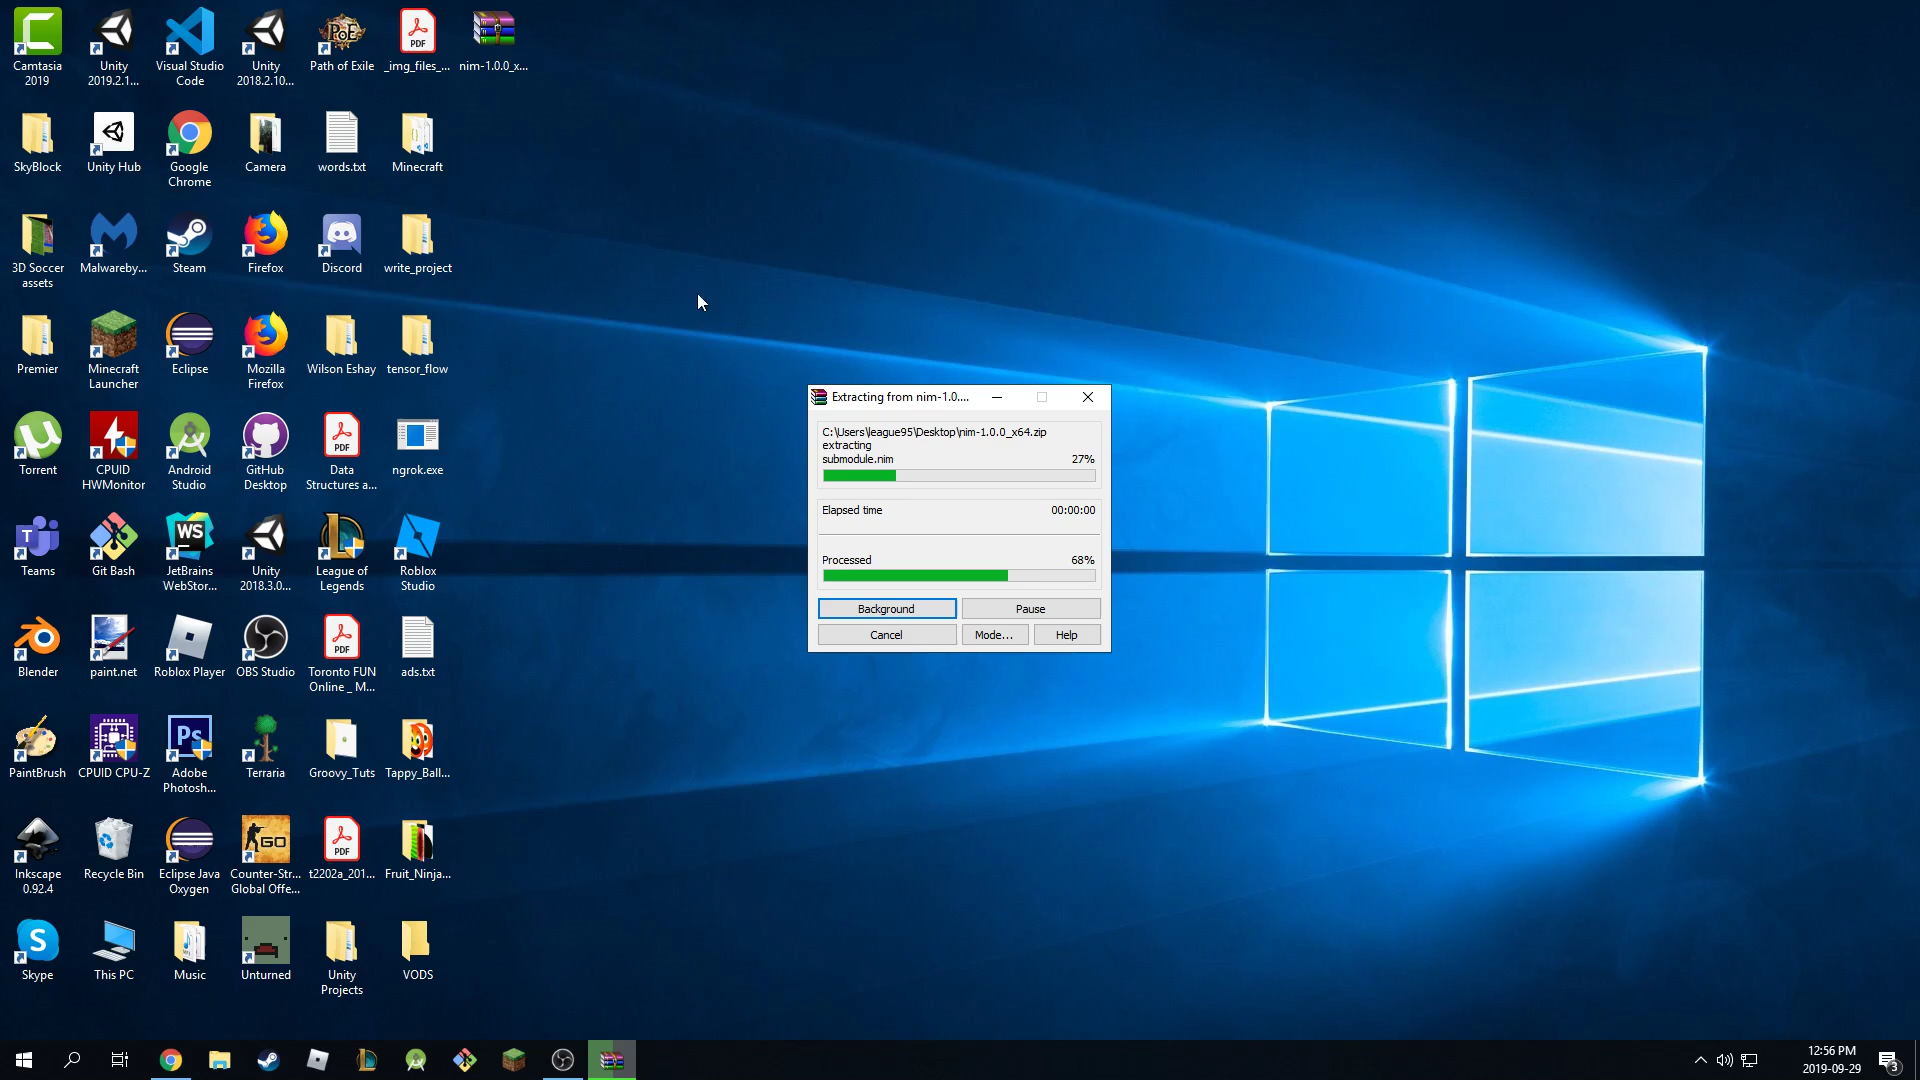 Camtasia
2019
Unity
2019.2.1...
Visual Studio
Code
Unity
2018.2.10...
Path of Exile
_img_files_...
nim-1.0.0_x...
SkyBlock
Unity Hub
Google
Chrome
Camera
words.txt
Minecraft
3D Soccer
assets
Malwareby...
Steam
Firefox
Discord
write_project
Premier
Minecraft
Launcher
Eclipse
Mozilla
Firefox
Wilson Eshay
tensor_flow
Torrent
CPUID
HWMonitor
Android
Studio
GitHub
Desktop
Data
Structures a...
ngrok.exe
Teams
Git Bash
JetBrains
WebStor...
Unity
2018.3.0...
League of
Legends
Roblox
Studio
Blender
paint.net
Roblox Player
OBS Studio
Toronto FUN
Online _ M...
ads.txt
PaintBrush
CPUID CPU-Z
Adobe
Photosh...
Terraria
Groovy_Tuts
Tappy_Ball...
Inkscape
0.92.4
Recycle Bin
Eclipse Java
Oxygen
Counter-Str...
Global Offe...
t2202a_201...
Fruit_Ninja...
Skype
This PC
Music
Unturned
Unity
Projects
VODS
Extracting from nim-1.0....
C:\Users\league95\Desktop\nim-1.0.0_x64.zip
extracting
submodule.nim 27%
Elapsed time 00:00:00
Processed 68%
Background Pause
Cancel Mode... Help
12:56 PM
2019-09-29
3